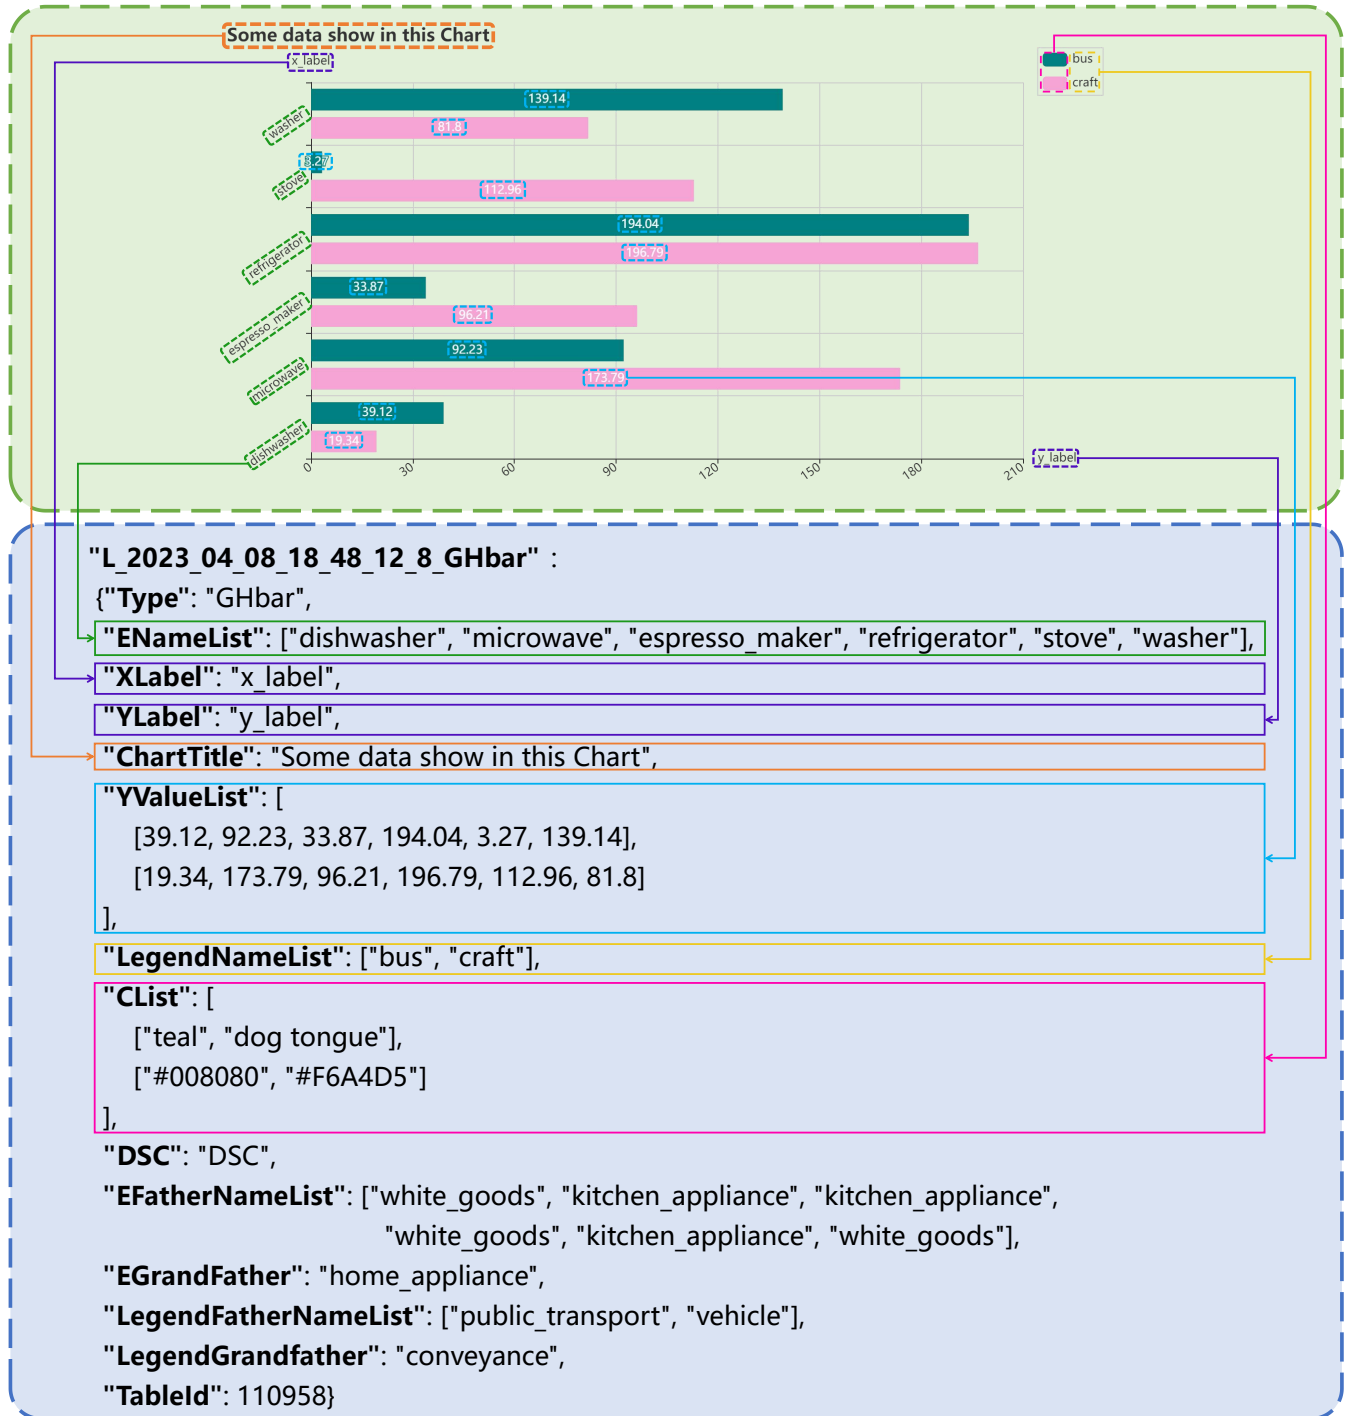 Some data show in this Chart
x_label
bus
craft
washer
139.14
81.8
stove
3.27
112.96
refrigerator
194.04
196.79
espresso_maker
33.87
96.21
microwave
92.23
173.79
dishwasher
39.12
19.34
0 30 60 90 120 150 180 210
y_label
"L_2023_04_08_18_48_12_8_GHbar" :
{"Type": "GHbar",
"ENameList": ["dishwasher", "microwave", "espresso_maker", "refrigerator", "stove", "washer"],
"XLabel": "x_label",
"YLabel": "y_label",
"ChartTitle": "Some data show in this Chart",
"YValueList": [
[39.12, 92.23, 33.87, 194.04, 3.27, 139.14],
[19.34, 173.79, 96.21, 196.79, 112.96, 81.8]
],
"LegendNameList": ["bus", "craft"],
"CList": [
["teal", "dog tongue"],
["#008080", "#F6A4D5"]
],
"DSC": "DSC",
"EFatherNameList": ["white_goods", "kitchen_appliance", "kitchen_appliance",
"white_goods", "kitchen_appliance", "white_goods"],
"EGrandFather": "home_appliance",
"LegendFatherNameList": ["public_transport", "vehicle"],
"LegendGrandfather": "conveyance",
"TableId": 110958}